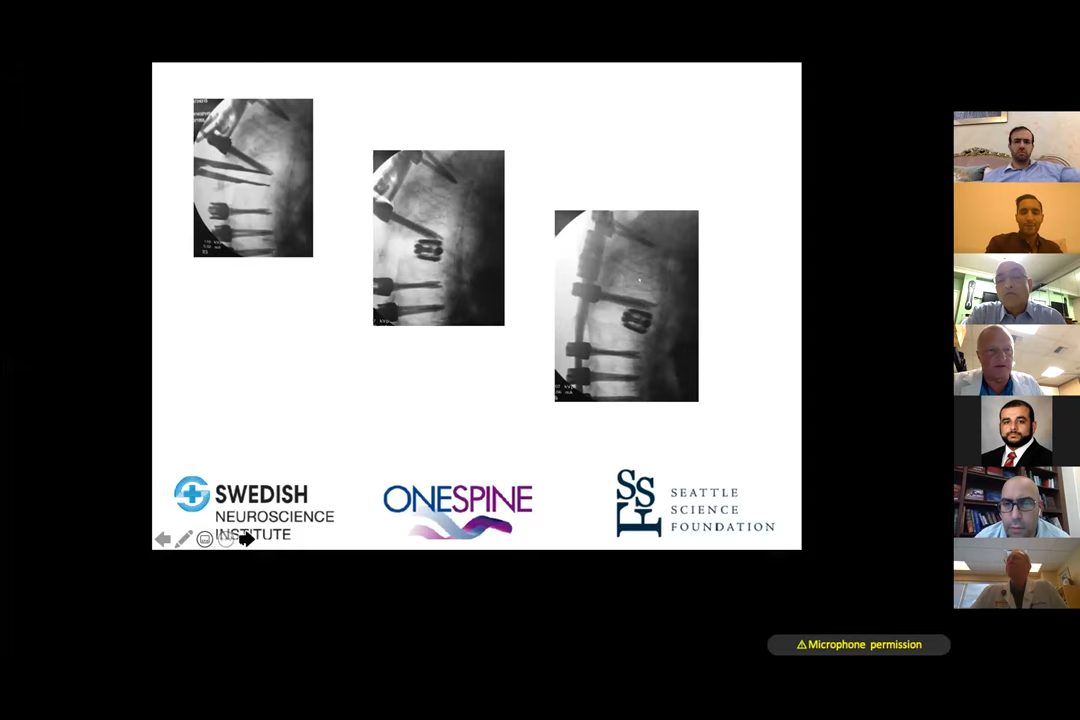 SWEDISH
NEUROSCIENCE
INSTITUTE
ONESPINE
SSF
SEATTLE
SCIENCE
FOUNDATION
⚠Microphone permission